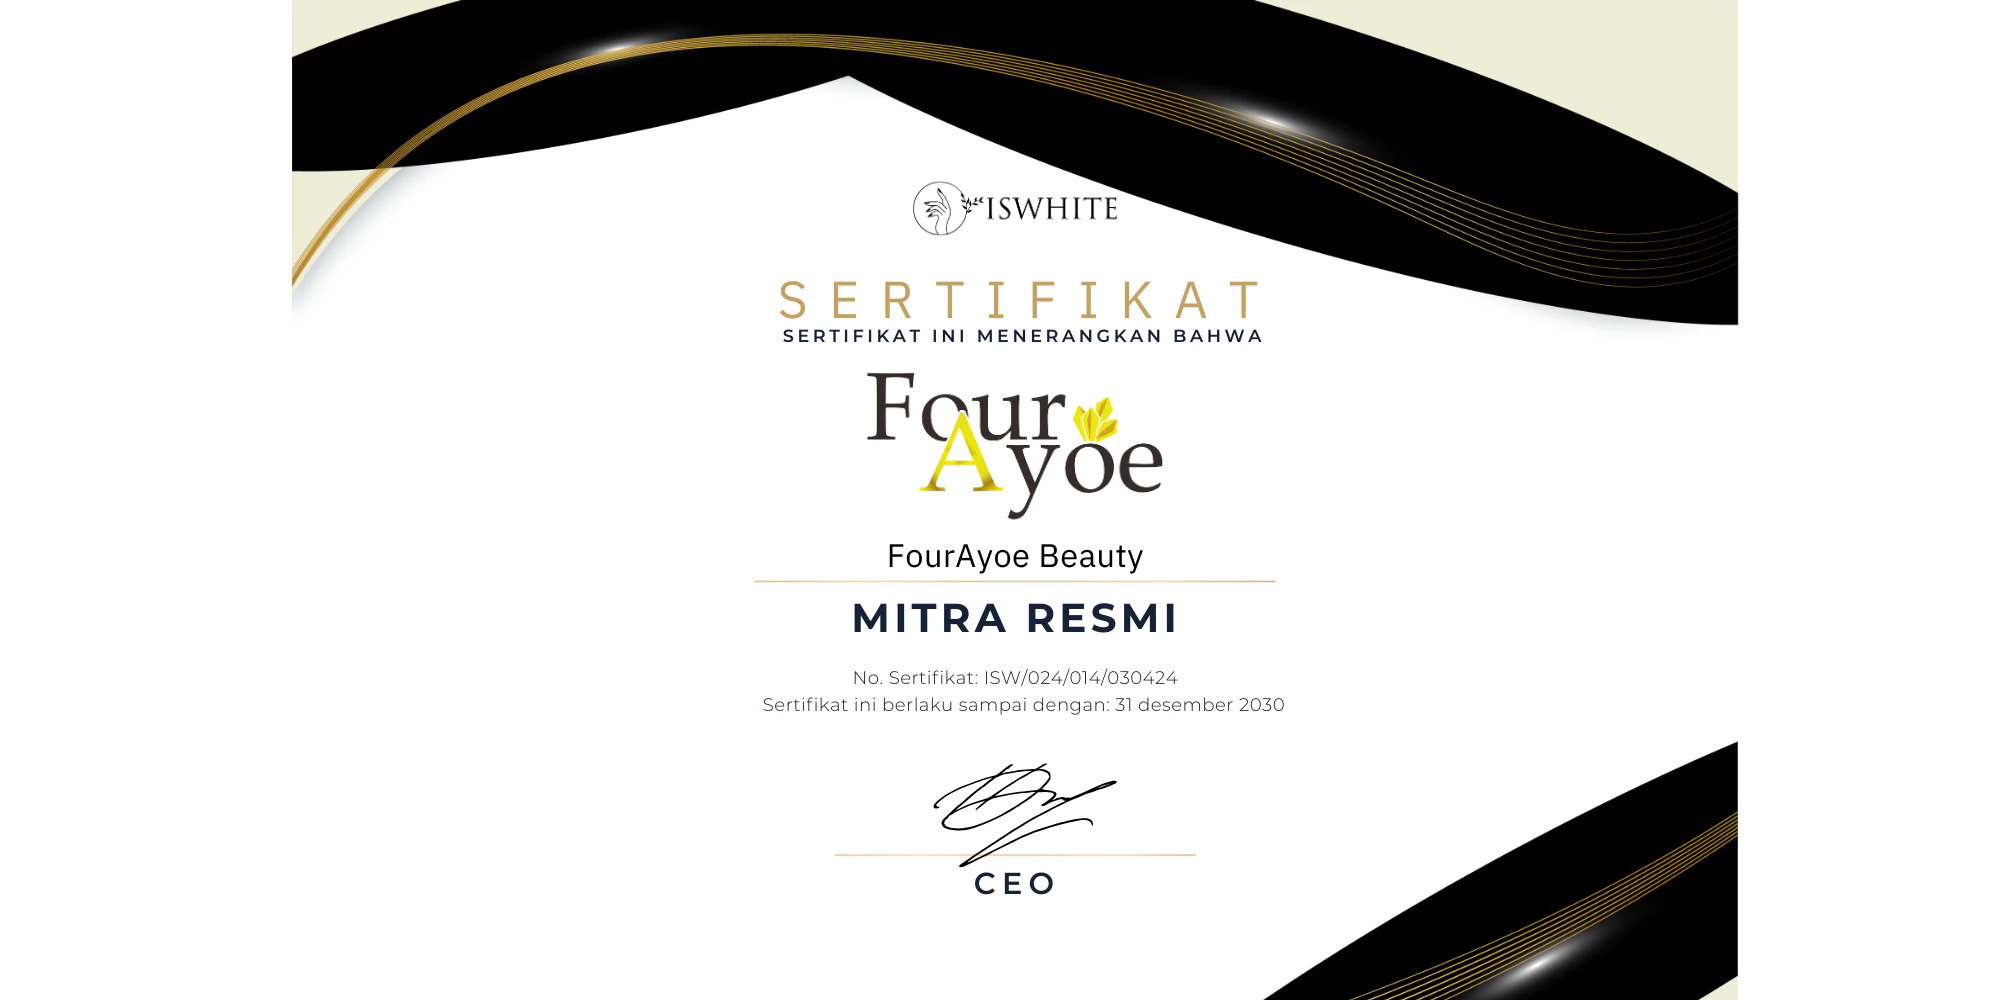 ISWHITE
SERTIFIKAT
SERTIFIKAT INI MENERANGKAN BAHWA
Four
Ayoe
FourAyoe Beauty
MITRA RESMI
No. Sertifikat: ISW/024/014/030424
Sertifikat ini berlaku sampai dengan: 31 desember 2030
CEO